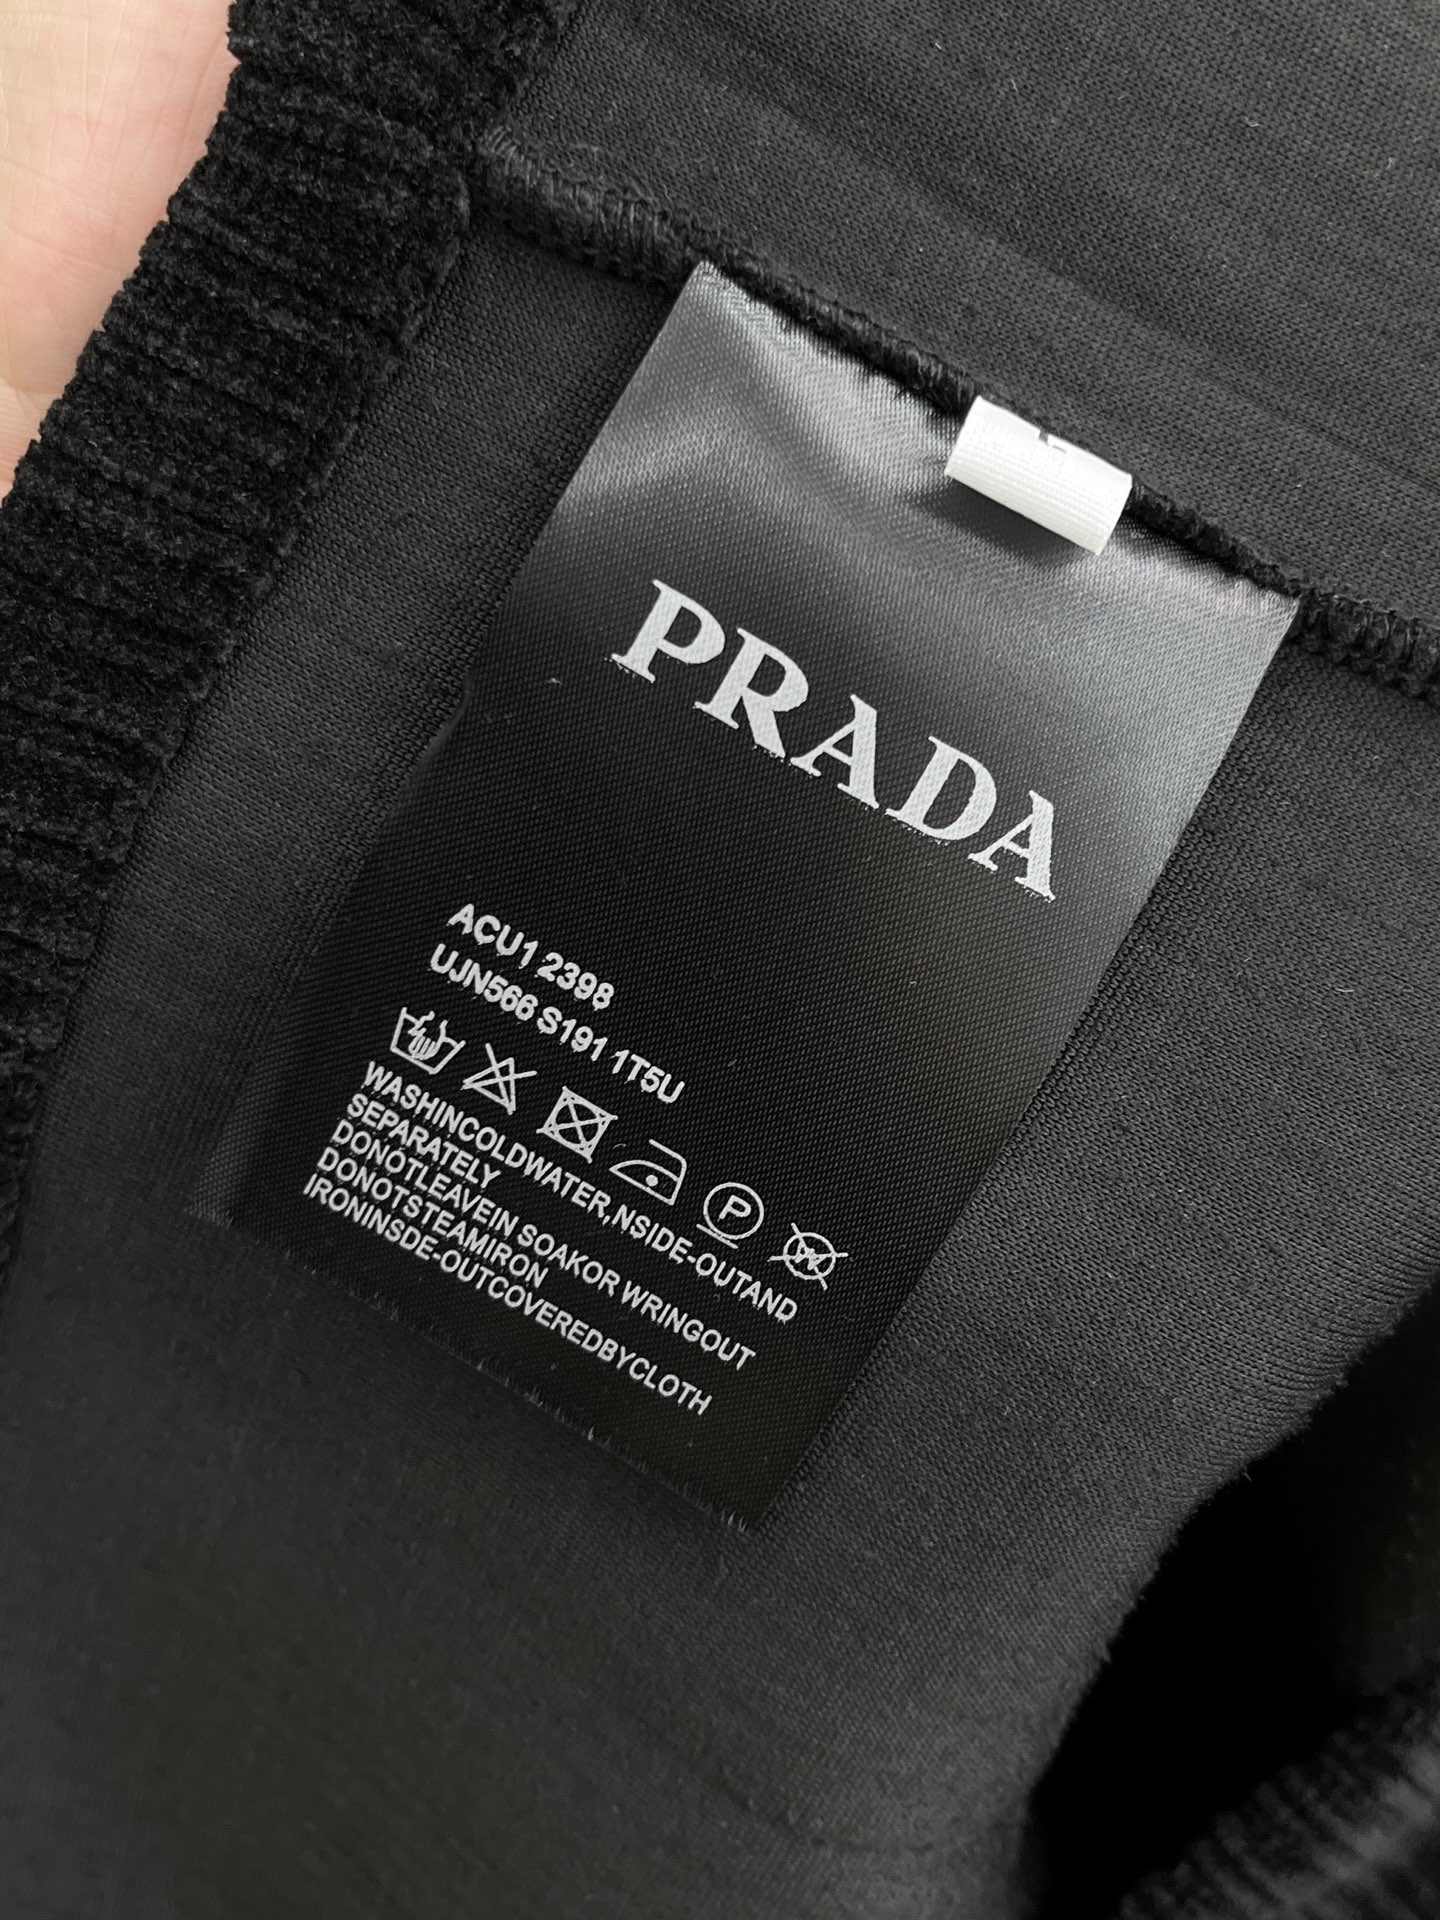 PRADA
ACU1 2398
UJN566 S191 1T5U
P
WASHINCOLDWATER,NSIDE-OUTAND
SEPARATELY
DONOTLEAVEIN SOAKOR WRINGOUT
DONOTSTEAMIRON
IRONINSDE-OUTCOVEREDBYCLOTH